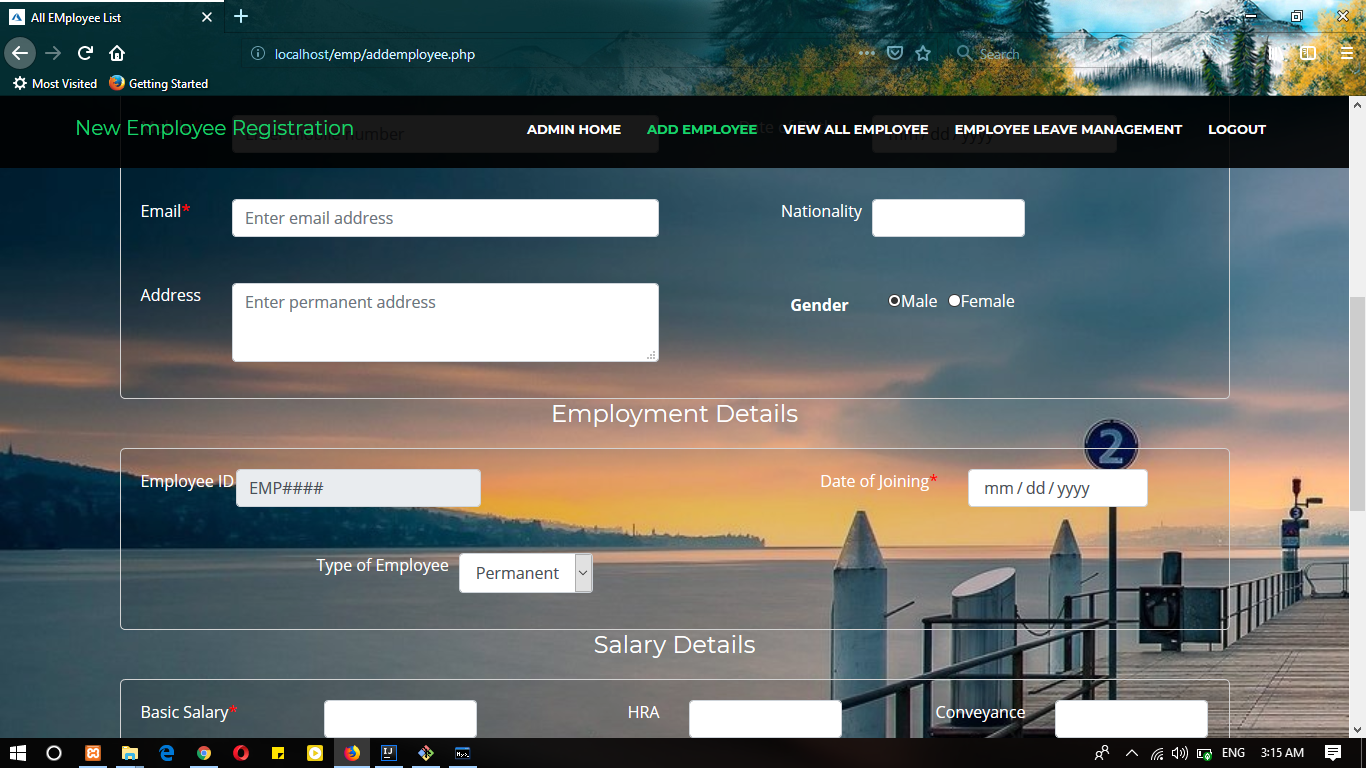 All EMployee List
localhost/emp/addemployee.php
Search
Most Visited
Getting Started
New Employee Registration
ADMIN HOME
ADD EMPLOYEE
VIEW ALL EMPLOYEE
EMPLOYEE LEAVE MANAGEMENT
LOGOUT
number
Email*
Enter email address
Nationality
Address
Enter permanent address
Gender
Male
Female
Employment Details
2
Employee ID
EMP####
Date of Joining*
mm / dd / yyyy
3
Type of Employee
Permanent
Salary Details
Basic Salary*
HRA
Conveyance
ENG
3:15 AM